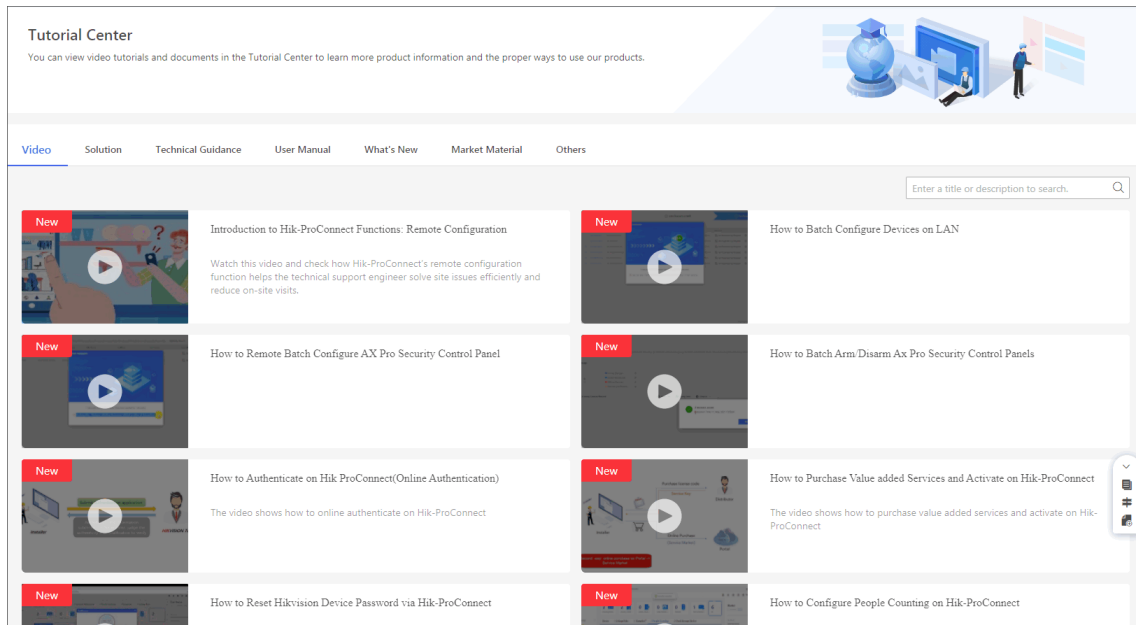 Tutorial Center
You can view video tutorials and documents in the Tutorial Center to learn more product information and the proper ways to use our products.
Video Solution Technical Guidance User Manual What's New Market Material Others
Enter a title or description to search.
New
Introduction to Hik-ProConnect Functions: Remote Configuration
Watch this video and check how Hik-ProConnect's remote configuration
function helps the technical support engineer solve site issues efficiently and
reduce on-site visits.
New
How to Batch Configure Devices on LAN
New
How to Remote Batch Configure AX Pro Security Control Panel
New
How to Batch Arm/Disarm Ax Pro Security Control Panels
New
How to Authenticate on Hik ProConnect(Online Authentication)
The video shows how to online authenticate on Hik-ProConnect
New
How to Purchase Value added Services and Activate on Hik-ProConnect
The video shows how to purchase value added services and activate on Hik-
ProConnect
New
How to Reset Hikvision Device Password via Hik-ProConnect
New
How to Configure People Counting on Hik-ProConnect